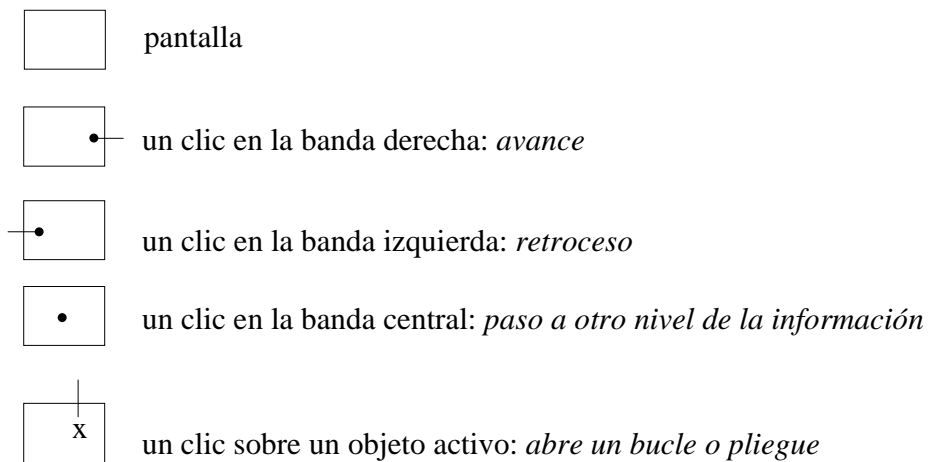 pantalla
un clic en la banda derecha: avance
un clic en la banda izquierda: retroceso
un clic en la banda central: paso a otro nivel de la información
x
un clic sobre un objeto activo: abre un bucle o pliegue